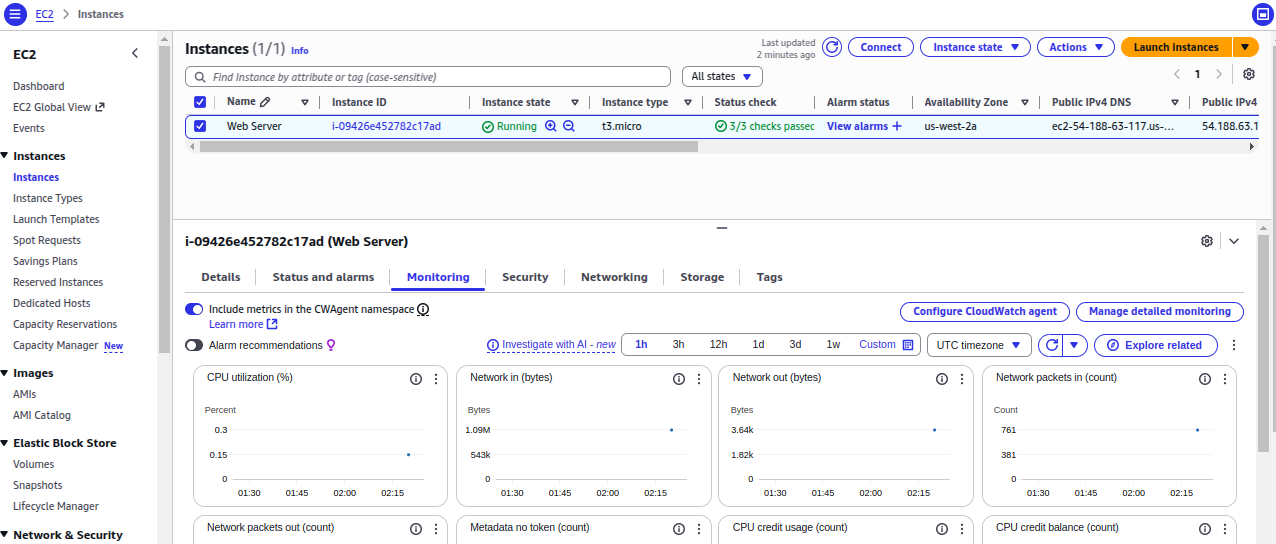 EC2 > Instances
EC2
Dashboard
EC2 Global View
Events
Instances
Instances
Instance Types
Launch Templates
Spot Requests
Savings Plans
Reserved Instances
Dedicated Hosts
Capacity Reservations
Capacity Manager New
Images
AMIs
AMI Catalog
Elastic Block Store
Volumes
Snapshots
Lifecycle Manager
Network & Security
Instances (1/1) Info
Last updated
2 minutes ago
Connect
Instance state
Actions
Launch instances
Find Instance by attribute or tag (case-sensitive)
All states
1
Name Instance ID Instance state Instance type Status check Alarm status Availability Zone Public IPv4 DNS Public IPv4
Web Server i-09426e452782c17ad Running t3.micro 3/3 checks passed View alarms + us-west-2a ec2-54-188-63-117.us-... 54.188.63.1
i-09426e452782c17ad (Web Server)
Details Status and alarms Monitoring Security Networking Storage Tags
Include metrics in the CWAgent namespace
Learn more
Configure CloudWatch agent
Manage detailed monitoring
Alarm recommendations
Investigate with AI - new
1h 3h 12h 1d 3d 1w Custom
UTC timezone
Explore related
CPU utilization (%)
Percent
0.3
0.15
0
01:30 01:45 02:00 02:15
Network in (bytes)
Bytes
1.09M
543k
0
01:30 01:45 02:00 02:15
Network out (bytes)
Bytes
3.64k
1.82k
0
01:30 01:45 02:00 02:15
Network packets in (count)
Count
761
381
0
01:30 01:45 02:00 02:15
Network packets out (count)
Metadata no token (count)
CPU credit usage (count)
CPU credit balance (count)